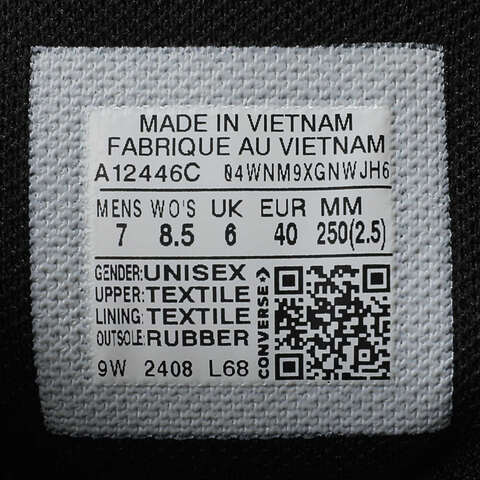 MADE IN VIETNAM
FABRIQUE AU VIETNAM
A12446C 04WNM9XGNWJH6
MENS WO'S UK EUR MM
7 8.5 6 40 250(2.5)
GENDER: UNISEX
UPPER: TEXTILE
LINING: TEXTILE
OUTSOLE: RUBBER
9W 2408 L68
CONVERSE